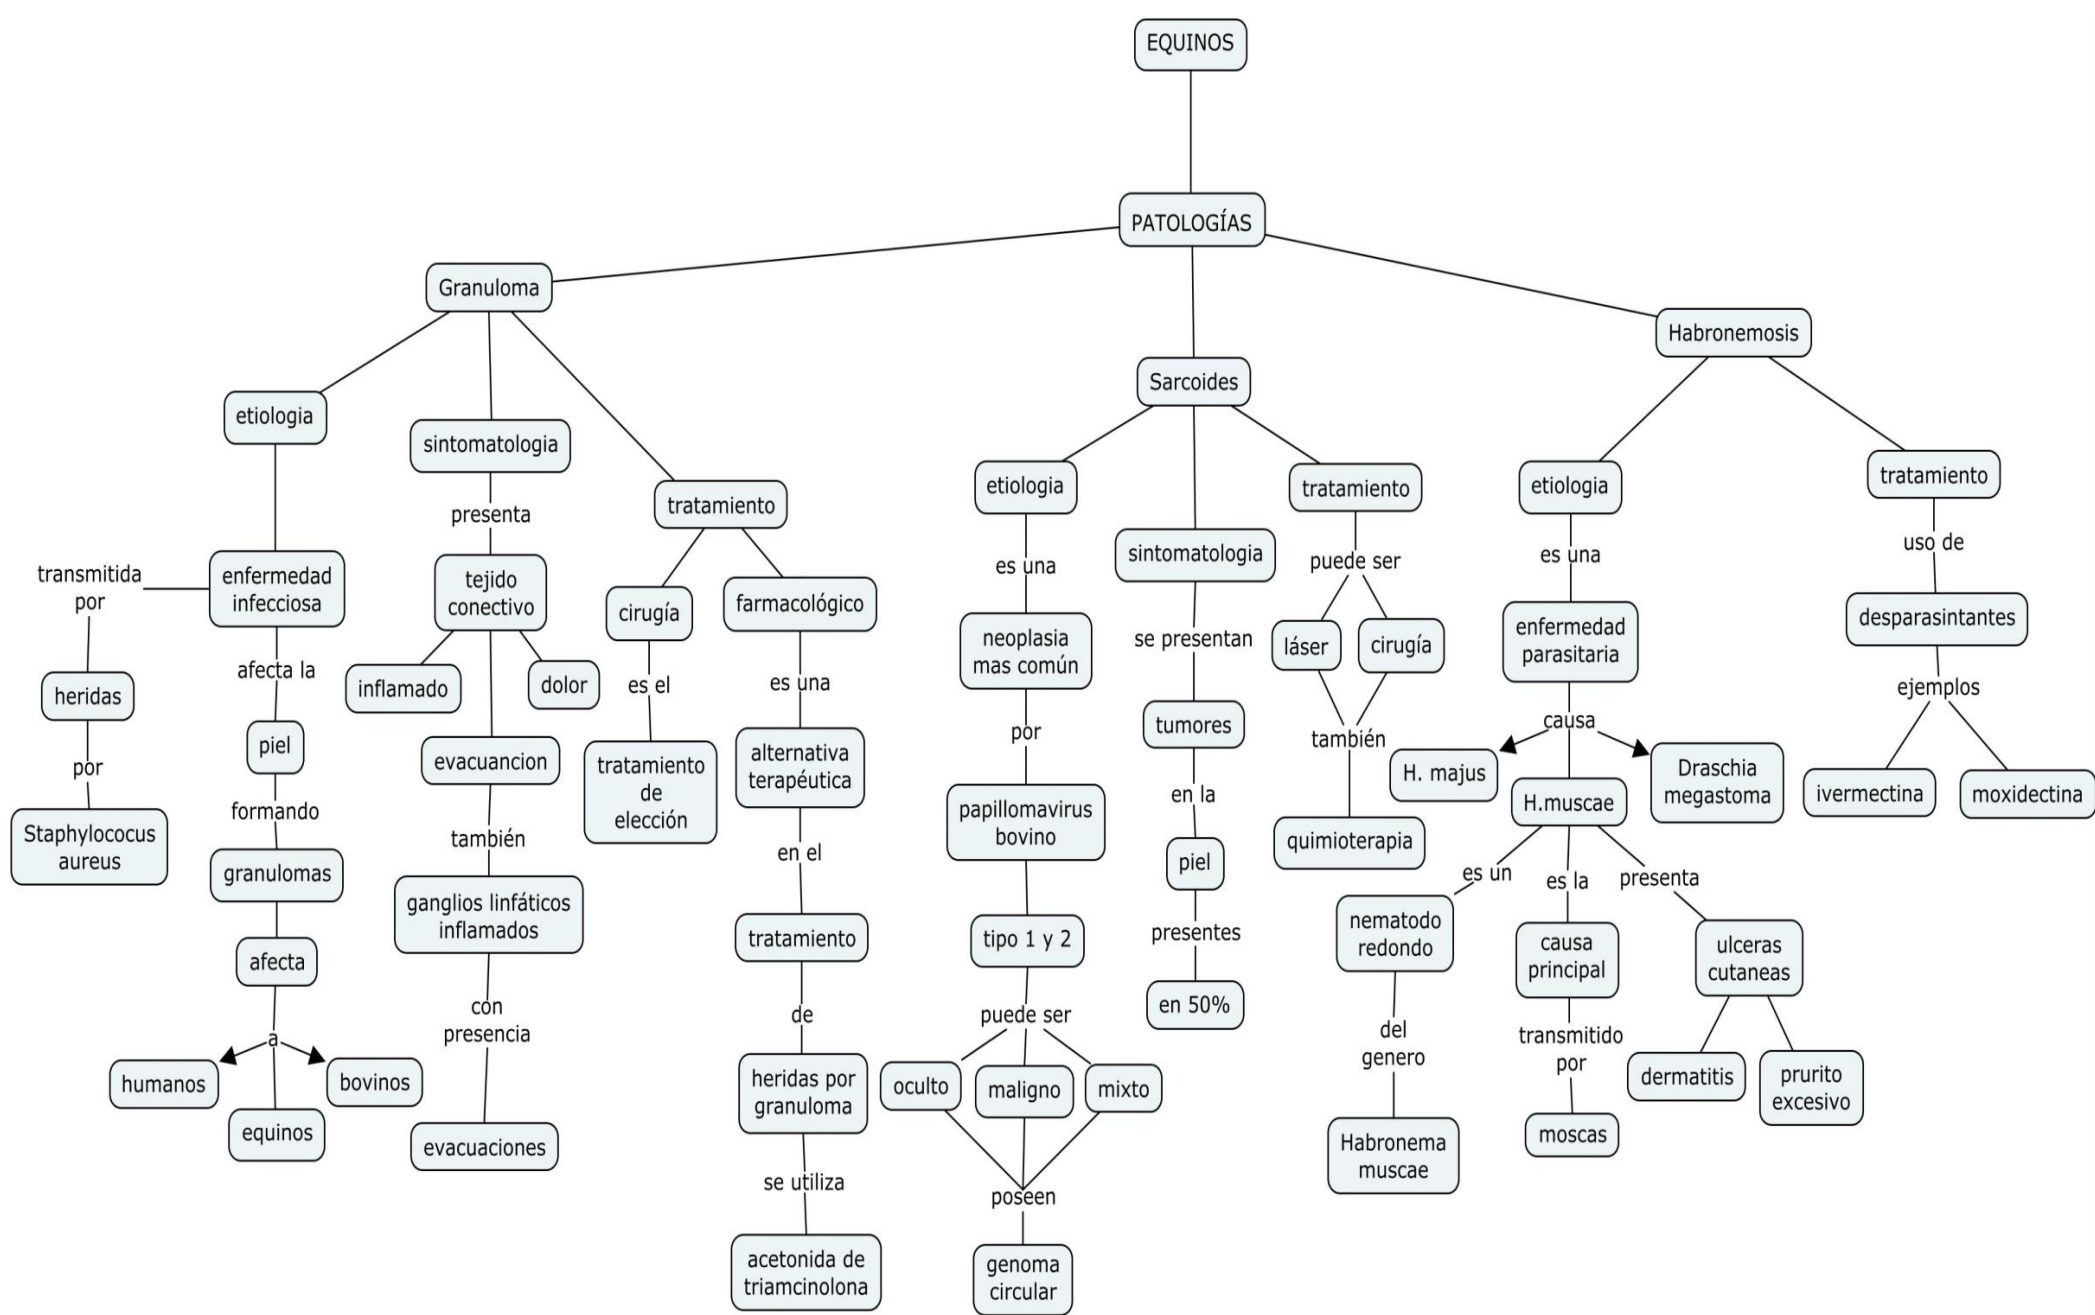 EQUINOS
PATOLOGÍAS
Granuloma
Habronemosis
Sarcoides
etiologia
sintomatologia
tratamiento
enfermedad
infecciosa
transmitida
por
heridas
por
Staphylococus
aureus
afecta la
piel
formando
granulomas
afecta
a
humanos
equinos
bovinos
presenta
tejido
conectivo
inflamado
dolor
evacuancion
también
ganglios linfáticos
inflamados
con
presencia
evacuaciones
cirugía
farmacológico
es el
tratamiento
de
elección
es una
alternativa
terapéutica
en el
tratamiento
de
heridas por
granuloma
se utiliza
acetonida de
triamcinolona
etiologia
sintomatologia
tratamiento
es una
neoplasia
mas común
por
papillomavirus
bovino
tipo 1 y 2
puede ser
oculto
maligno
mixto
poseen
genoma
circular
se presentan
tumores
en la
piel
presentes
en 50%
puede ser
láser
cirugía
también
quimioterapia
etiologia
tratamiento
es una
enfermedad
parasitaria
causa
H. majus
H.muscae
Draschia
megastoma
es un
nematodo
redondo
del
genero
Habronema
muscae
es la
causa
principal
transmitido
por
moscas
presenta
ulceras
cutaneas
dermatitis
prurito
excesivo
uso de
desparasintantes
ejemplos
ivermectina
moxidectina